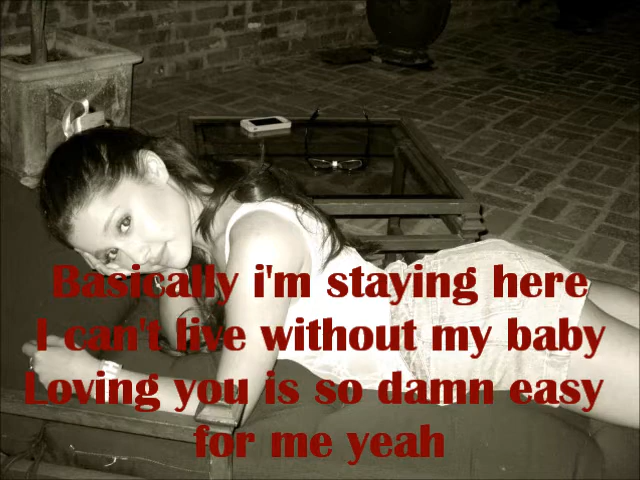 Basically i'm staying here
I can't live without my baby
Loving you is so damn easy
for me yeah